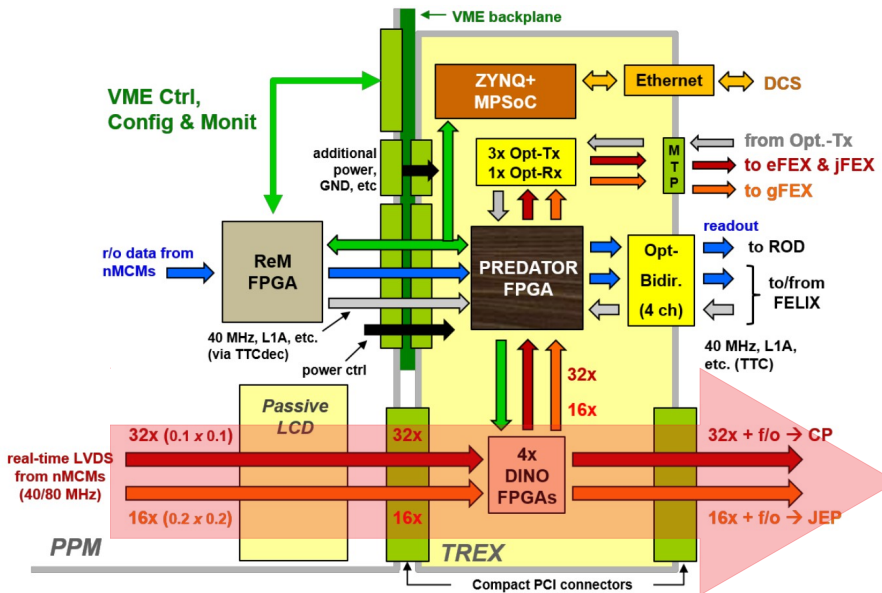 VME backplane
VME Ctrl,
Config & Monit
ZYNQ+
MPSoC
Ethernet
DCS
additional
power,
GND, etc
3x Opt-Tx
1x Opt-Rx
M
T
P
from Opt.-Tx
to eFEX & jFEX
to gFEX
r/o data from
nMCMs
ReM
FPGA
PREDATOR
FPGA
Opt-
Bidir.
(4 ch)
readout
to ROD
to/from
FELIX
40 MHz, L1A, etc.
(via TTCdec)
power ctrl
40 MHz, L1A,
etc. (TTC)
32x
16x
Passive
LCD
real-time LVDS
from nMCMs
(40/80 MHz)
32x (0.1 x 0.1)
32x
4x
DINO
FPGAs
32x + f/o → CP
16x (0.2 x 0.2)
16x
16x + f/o → JEP
PPM
TREX
Compact PCI connectors